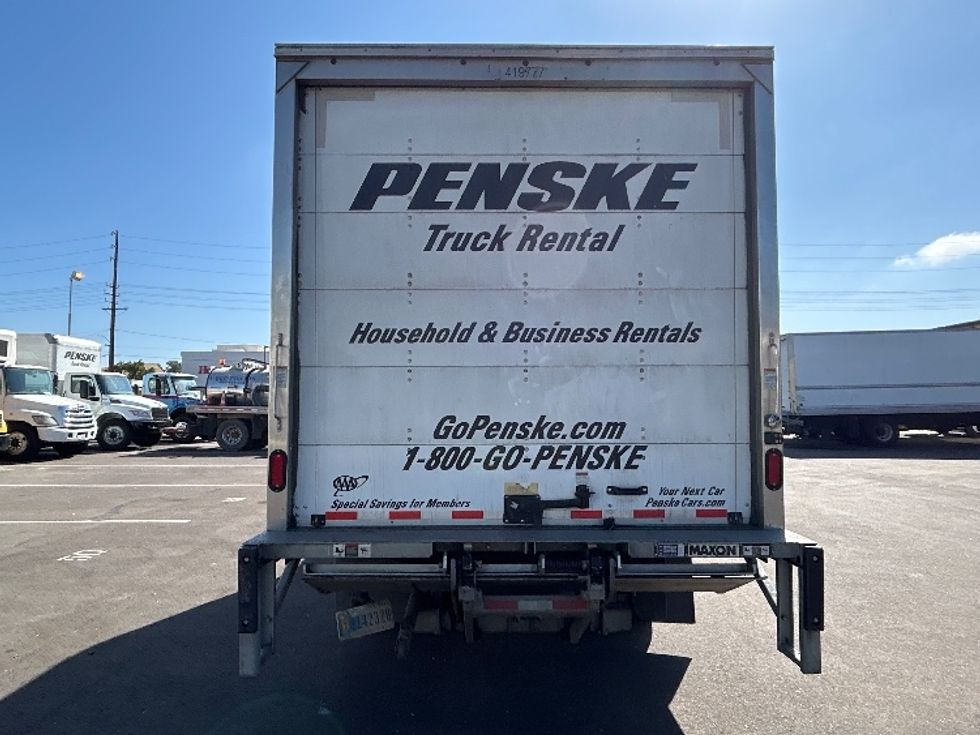 419777
PENSKE
Truck Rental
Household & Business Rentals
GoPenske.com
1-800-GO-PENSKE
AAA
Special Savings for Members
Your Next Car
PenskeCars.com
MAXON
PENSKE